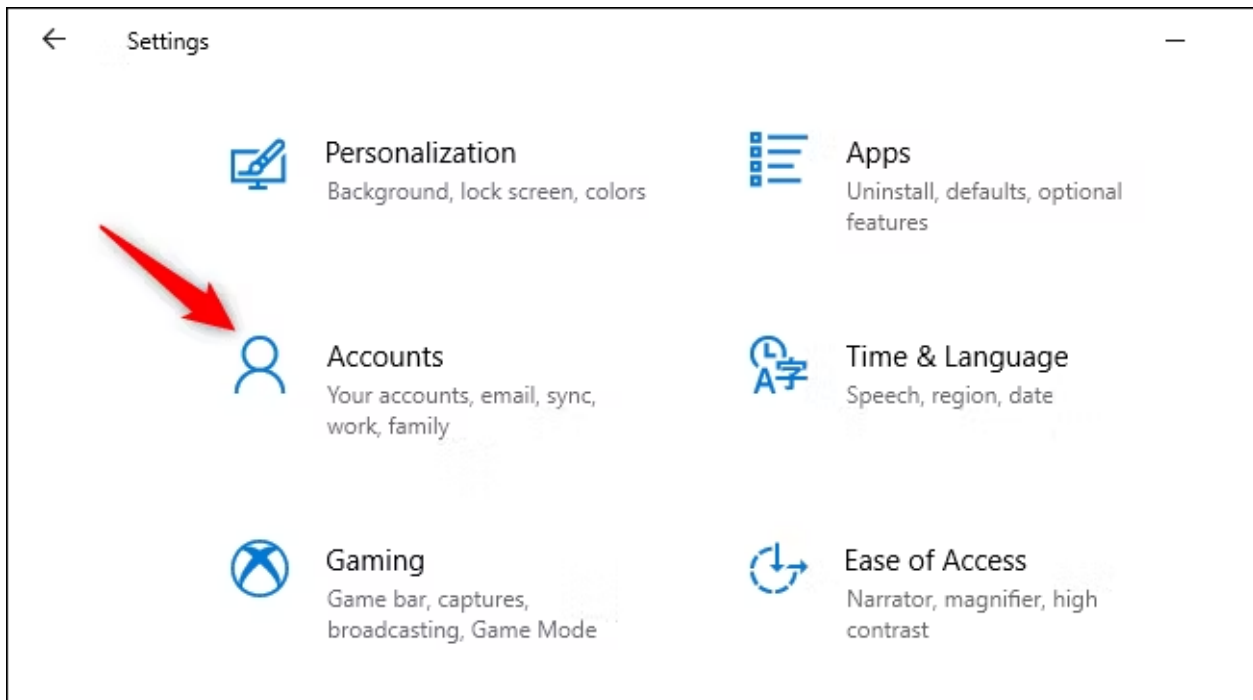 Settings
Personalization
Background, lock screen, colors
Apps
Uninstall, defaults, optional
features
Accounts
Your accounts, email, sync,
work, family
Time & Language
Speech, region, date
Gaming
Game bar, captures,
broadcasting, Game Mode
Ease of Access
Narrator, magnifier, high
contrast